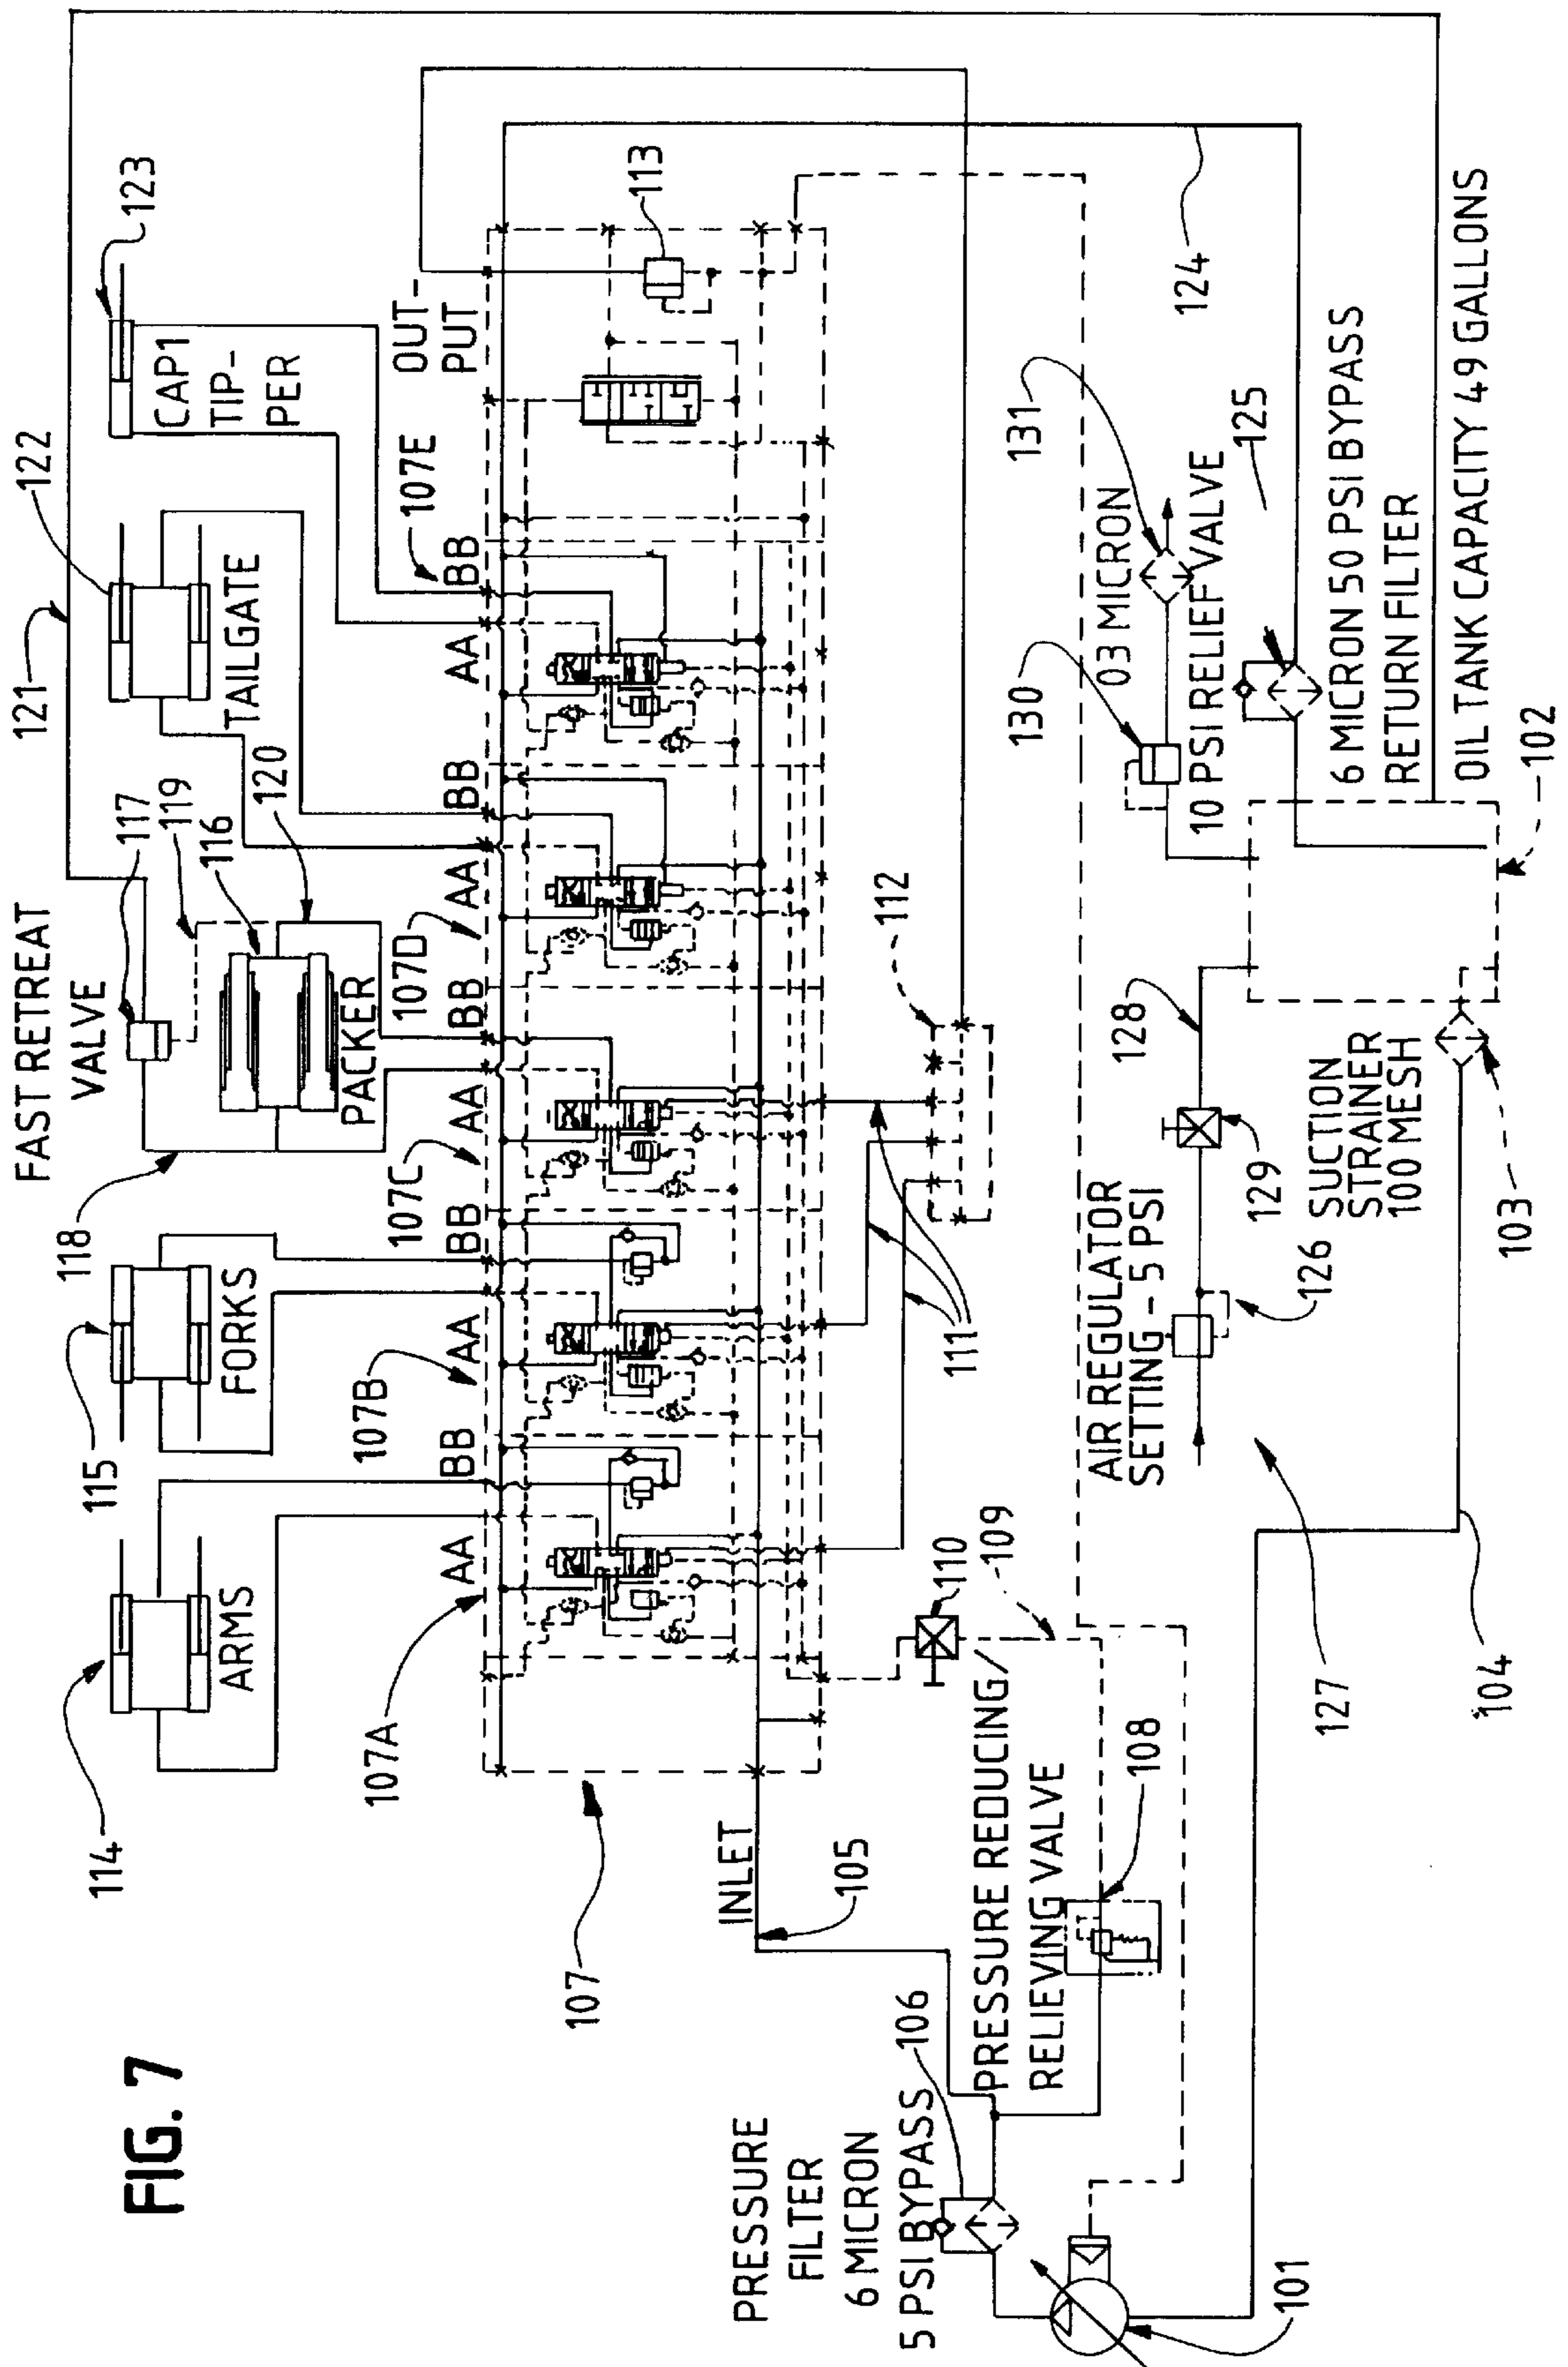 FIG. 7
114
ARMS
115
FORKS
118
FAST RETREAT
VALVE
117
119
116
120
PACKER
121
122
TAILGATE
123
CAP1
TIP-
PER
107
107A
AA
BB
107B
AA
BB
107C
AA
BB
107D
AA
BB
107E
AA
BB
OUT-
PUT
113
INLET
105
PRESSURE
FILTER
6 MICRON
5 PSI BYPASS
106
101
PRESSURE REDUCING/
RELIEVING VALVE
108
109
110
111
112
AIR REGULATOR
SETTING - 5 PSI
126
127
128
129
SUCTION
STRAINER
100 MESH
103
104
102
130
03 MICRON
131
10 PSI RELIEF VALVE
124
125
6 MICRON 50 PSI BYPASS
RETURN FILTER
OIL TANK CAPACITY 49 GALLONS